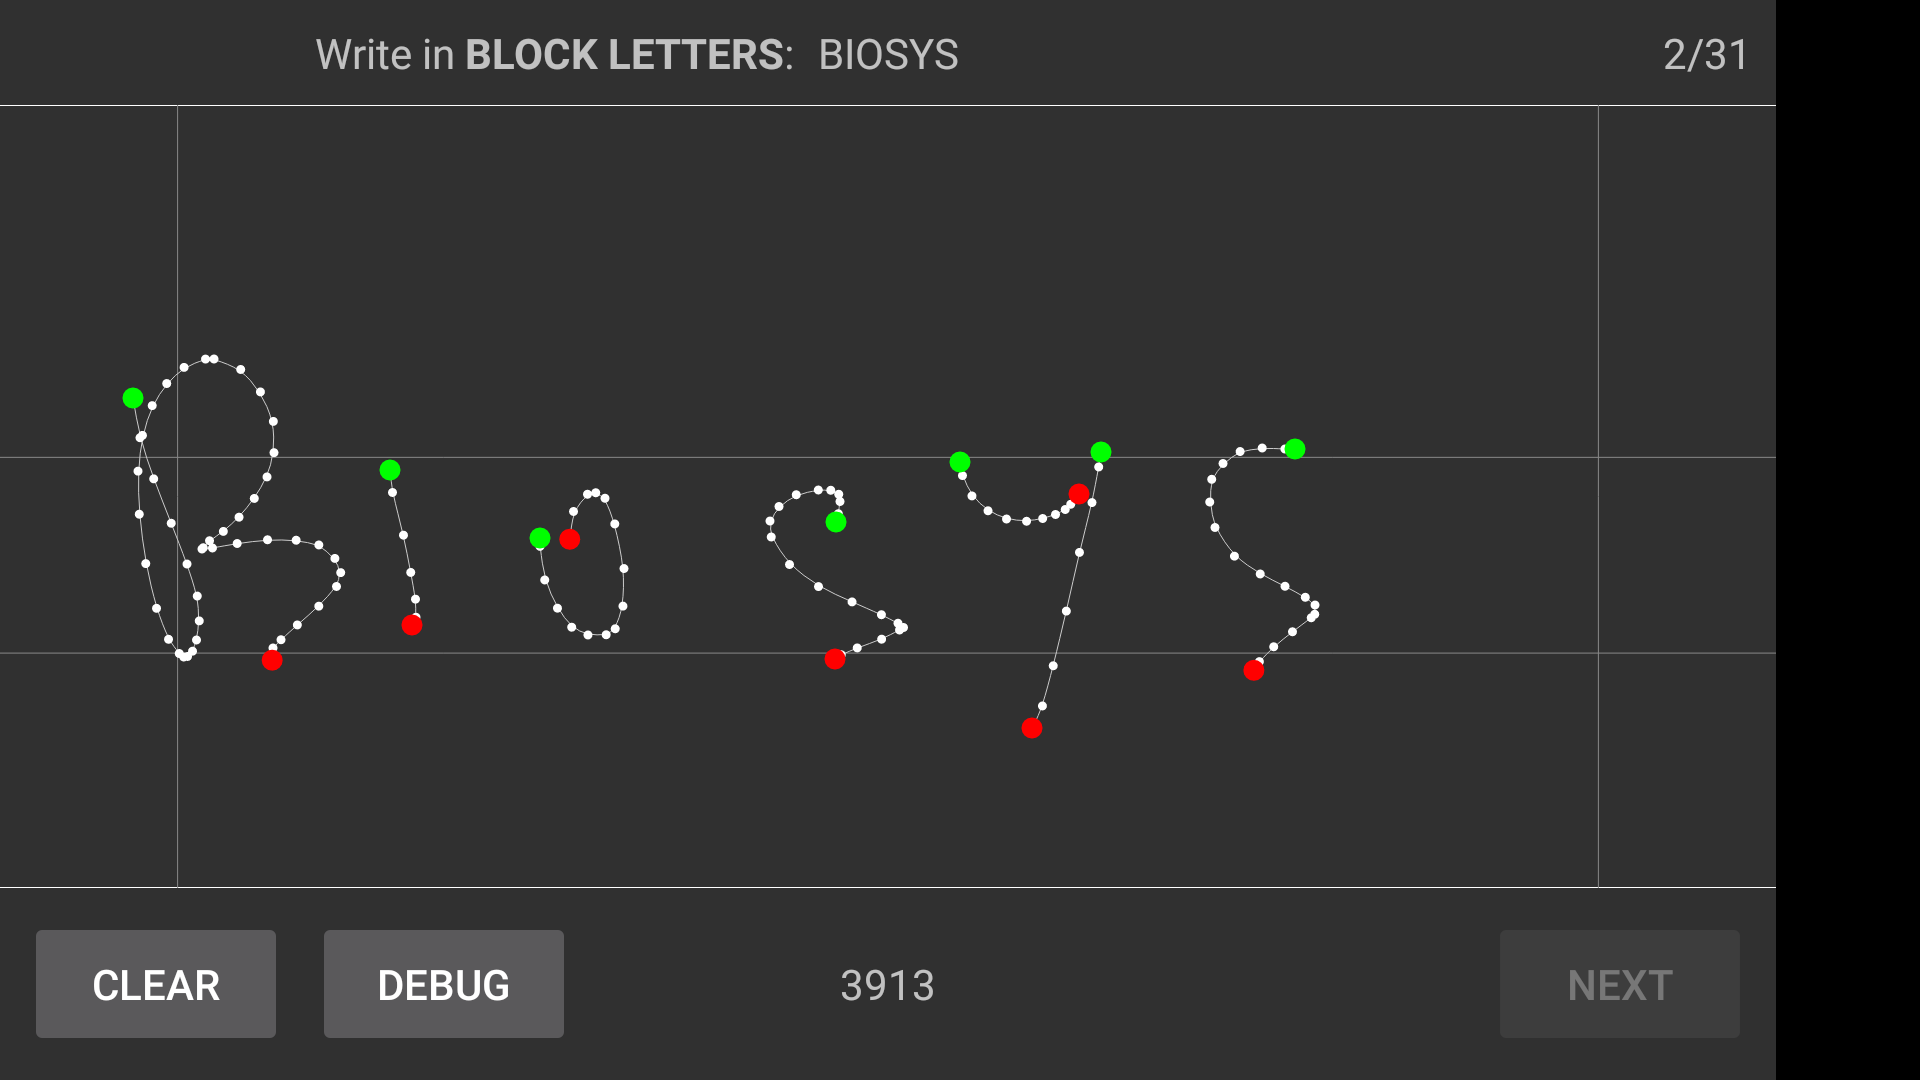 Write in BLOCK LETTERS: BIOSYS 2/31
BIOSYS
CLEAR DEBUG 3913 NEXT